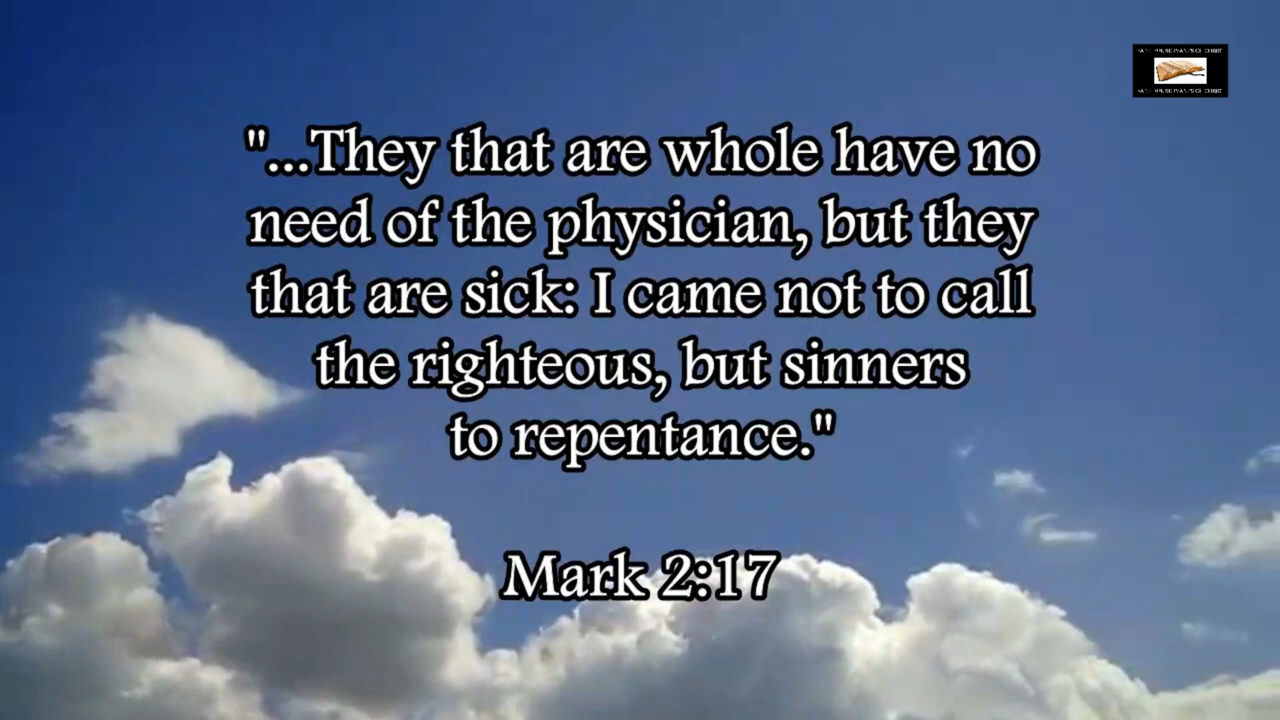 "...They that are whole have no
need of the physician, but they
that are sick: I came not to call
the righteous, but sinners
to repentance."
Mark 2:17